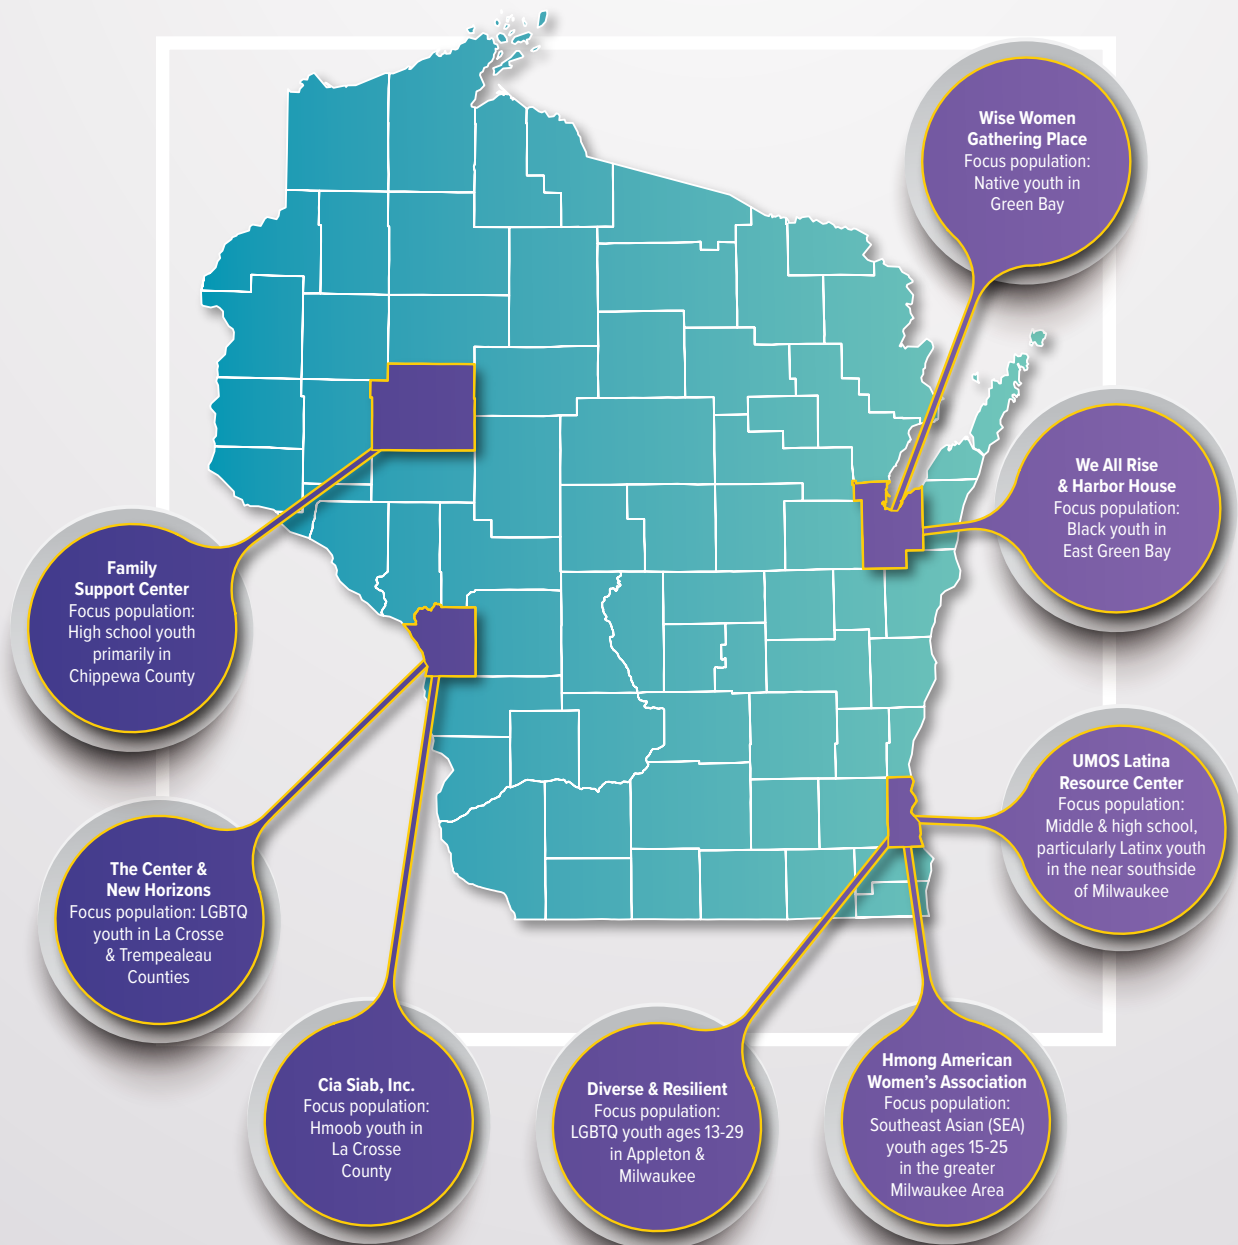 Wise Women
Gathering Place
Focus population:
Native youth in
Green Bay
We All Rise
& Harbor House
Focus population:
Black youth in
East Green Bay
Family
Support Center
Focus population:
High school youth
primarily in
Chippewa County
UMOS Latina
Resource Center
Focus population:
Middle & high school,
particularly Latinx youth
in the near southside
of Milwaukee
The Center &
New Horizons
Focus population: LGBTQ
youth in La Crosse
& Trempealeau
Counties
Cia Siab, Inc.
Focus population:
Hmoob youth in
La Crosse
County
Diverse & Resilient
Focus population:
LGBTQ youth ages 13-29
in Appleton &
Milwaukee
Hmong American
Women’s Association
Focus population:
Southeast Asian (SEA)
youth ages 15-25
in the greater
Milwaukee Area